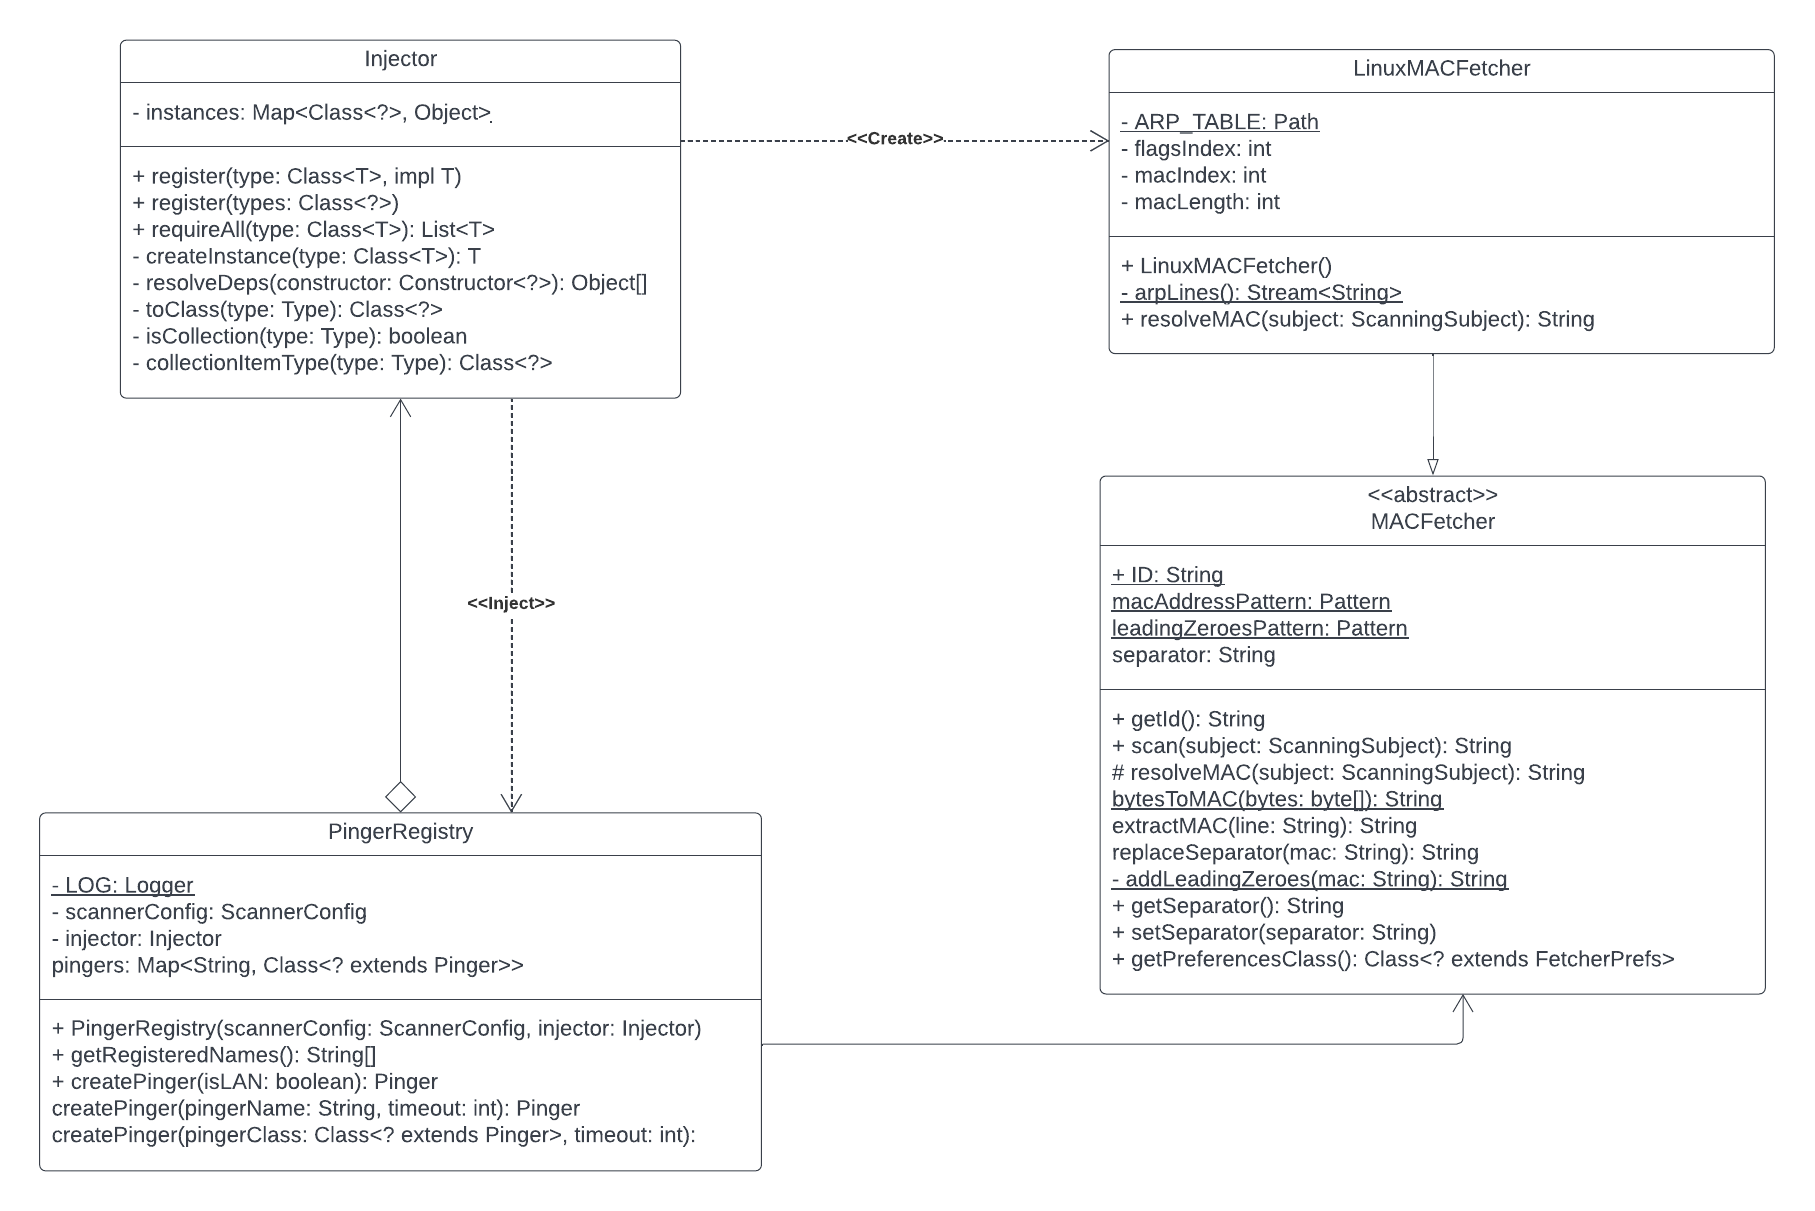 Injector
- instances: Map<Class<?>, Object>
+ register(type: Class<T>, impl T)
+ register(types: Class<?>)
+ requireAll(type: Class<T>): List<T>
- createInstance(type: Class<T>): T
- resolveDeps(constructor: Constructor<?>): Object[]
- toClass(type: Type): Class<?>
- isCollection(type: Type): boolean
- collectionItemType(type: Type): Class<?>
<<Create>>
LinuxMACFetcher
- ARP_TABLE: Path
- flagsIndex: int
- macIndex: int
- macLength: int
+ LinuxMACFetcher()
- arpLines(): Stream<String>
+ resolveMAC(subject: ScanningSubject): String
<<Inject>>
<<abstract>>
MACFetcher
+ ID: String
macAddressPattern: Pattern
leadingZeroesPattern: Pattern
separator: String
+ getId(): String
+ scan(subject: ScanningSubject): String
# resolveMAC(subject: ScanningSubject): String
bytesToMAC(bytes: byte[]): String
extractMAC(line: String): String
replaceSeparator(mac: String): String
- addLeadingZeroes(mac: String): String
+ getSeparator(): String
+ setSeparator(separator: String)
+ getPreferencesClass(): Class<? extends FetcherPrefs>
PingerRegistry
- LOG: Logger
- scannerConfig: ScannerConfig
- injector: Injector
pingers: Map<String, Class<? extends Pinger>>
+ PingerRegistry(scannerConfig: ScannerConfig, injector: Injector)
+ getRegisteredNames(): String[]
+ createPinger(isLAN: boolean): Pinger
createPinger(pingerName: String, timeout: int): Pinger
createPinger(pingerClass: Class<? extends Pinger>, timeout: int):